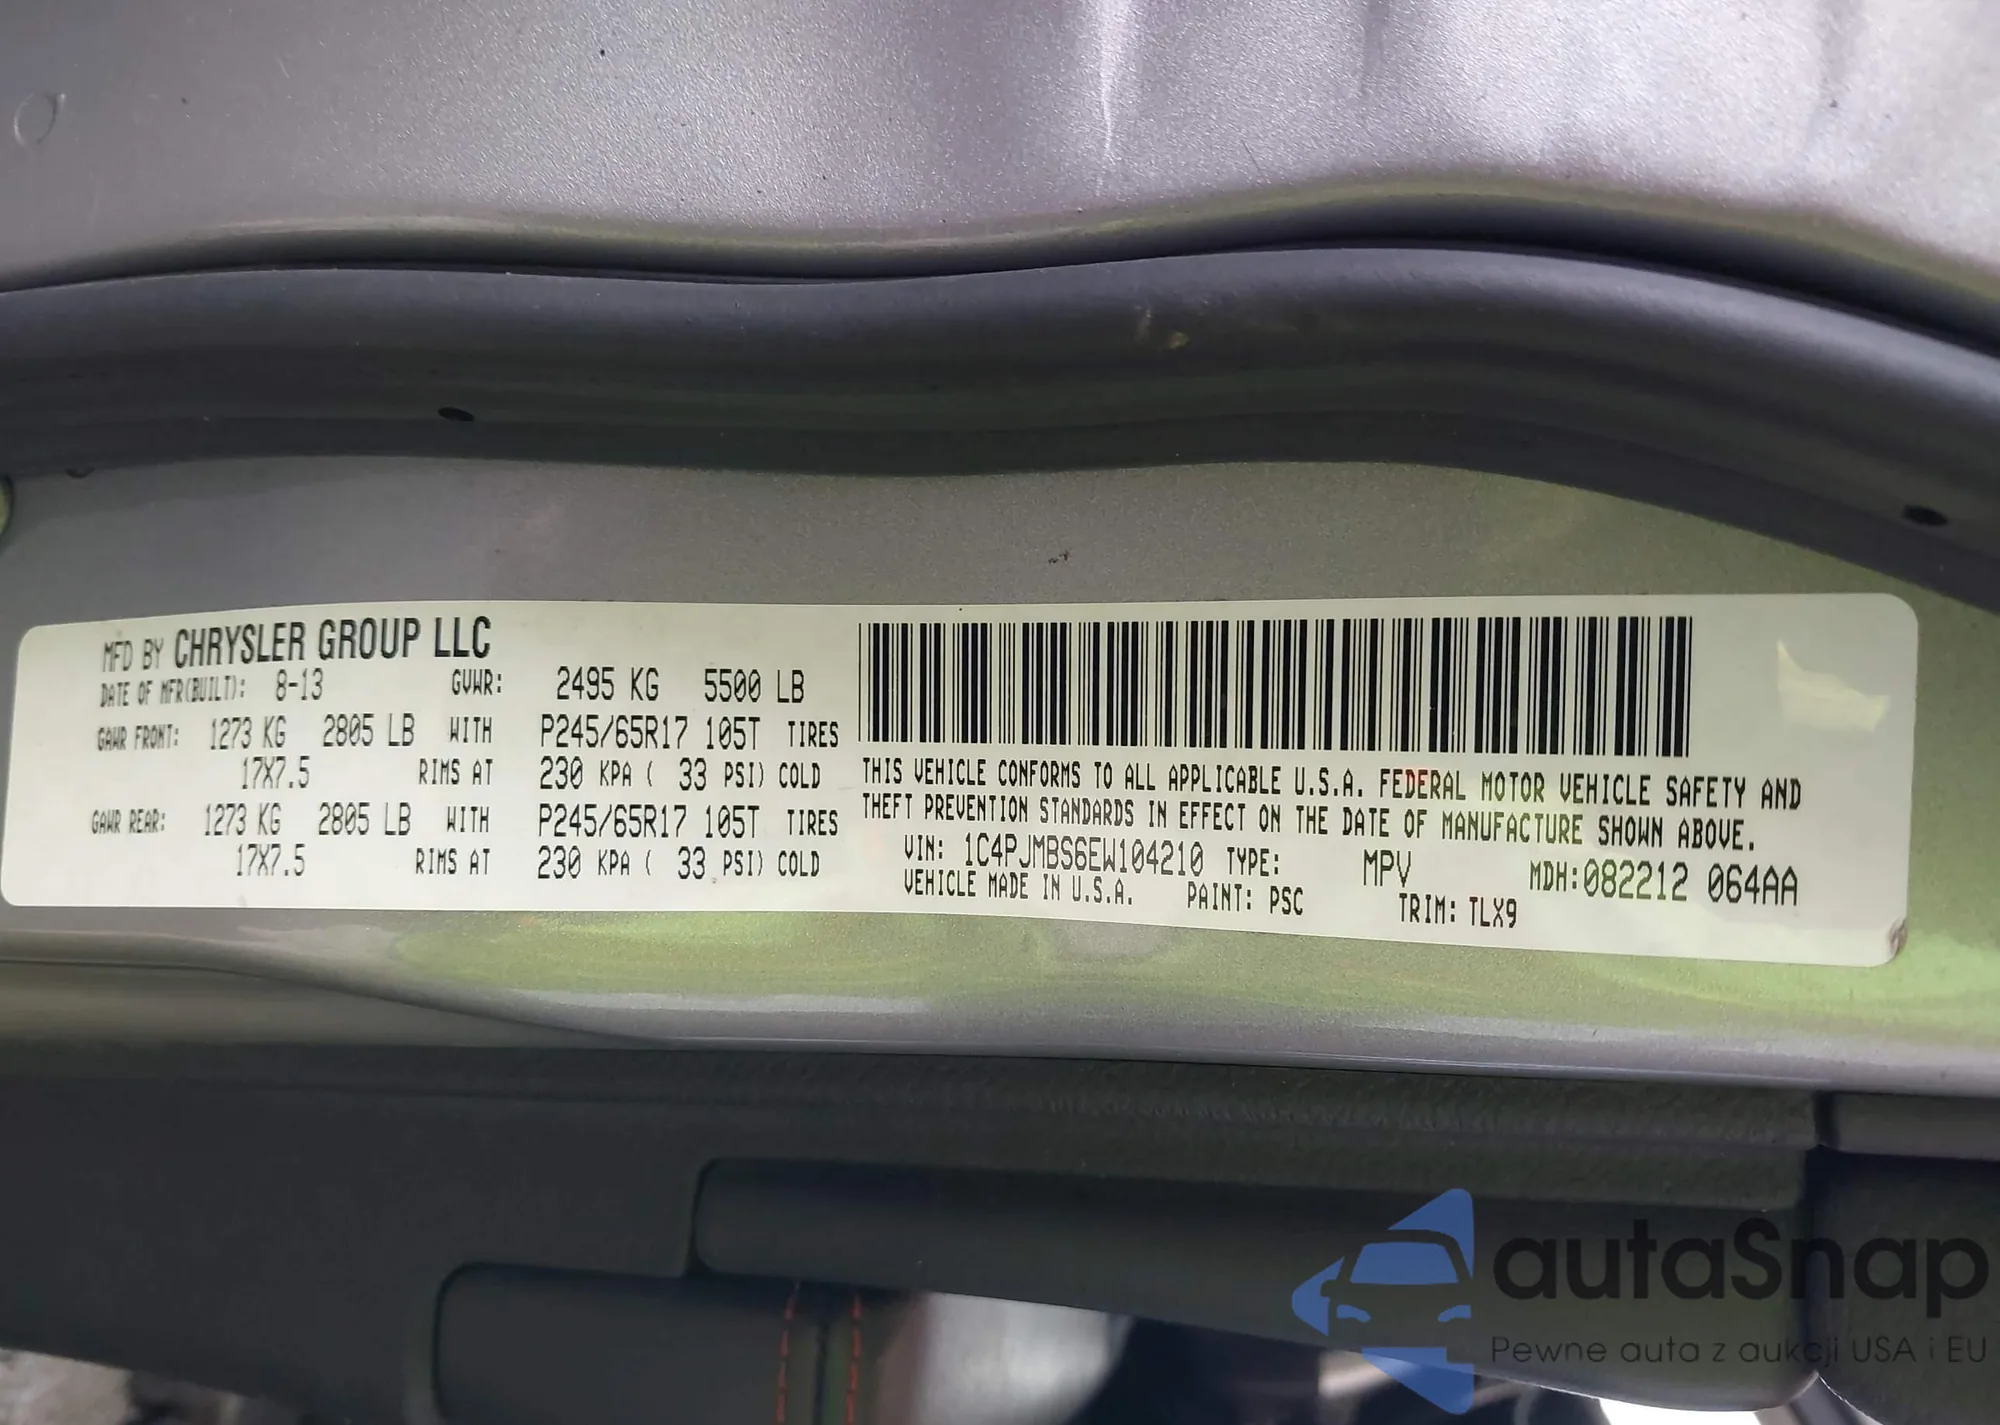 MFD BY CHRYSLER GROUP LLC
DATE OF MFR(BUILT): 8-13 GVWR: 2495 KG 5500 LB
GAWR FRONT: 1273 KG 2805 LB WITH P245/65R17 105T TIRES
17X7.5 RIMS AT 230 KPA ( 33 PSI) COLD
GAWR REAR: 1273 KG 2805 LB WITH P245/65R17 105T TIRES
17X7.5 RIMS AT 230 KPA ( 33 PSI) COLD
THIS VEHICLE CONFORMS TO ALL APPLICABLE U.S.A. FEDERAL MOTOR VEHICLE SAFETY AND
THEFT PREVENTION STANDARDS IN EFFECT ON THE DATE OF MANUFACTURE SHOWN ABOVE.
VIN: 1C4PJMBS6EW104210 TYPE: MPV MDH:082212 064AA
VEHICLE MADE IN U.S.A. PAINT: PSC TRIM: TLX9
autaSnap
Pewne auta z aukcji USA i EU